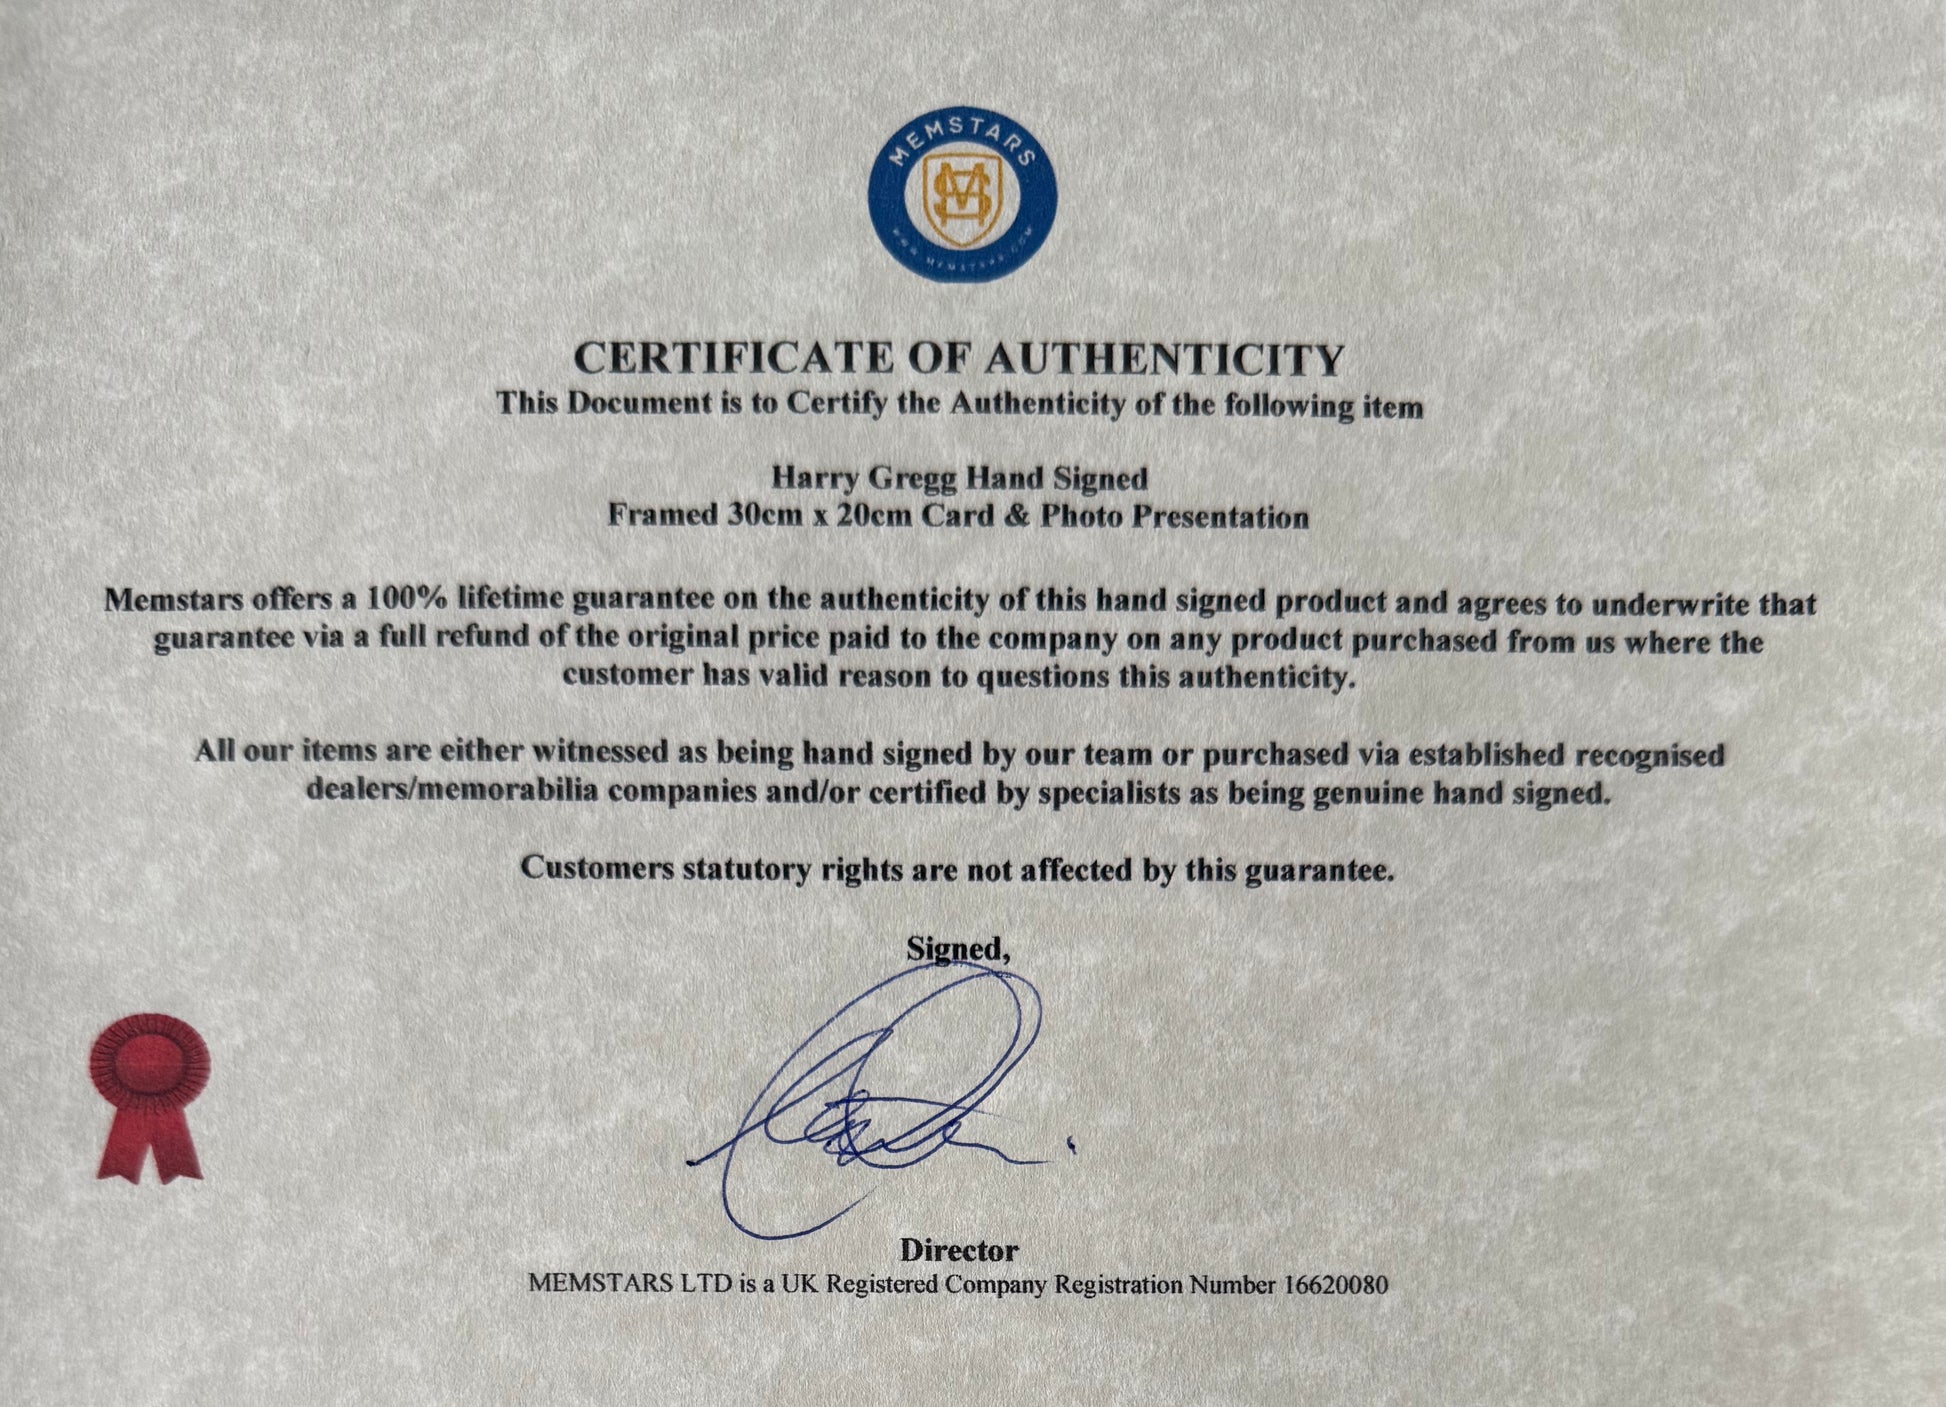 MEMSTARS
WWW.MEMSTARS.COM
CERTIFICATE OF AUTHENTICITY
This Document is to Certify the Authenticity of the following item
Harry Gregg Hand Signed
Framed 30cm x 20cm Card & Photo Presentation
Memstars offers a 100% lifetime guarantee on the authenticity of this hand signed product and agrees to underwrite that
guarantee via a full refund of the original price paid to the company on any product purchased from us where the
customer has valid reason to questions this authenticity.
All our items are either witnessed as being hand signed by our team or purchased via established recognised
dealers/memorabilia companies and/or certified by specialists as being genuine hand signed.
Customers statutory rights are not affected by this guarantee.
Signed,
Director
MEMSTARS LTD is a UK Registered Company Registration Number 16620080